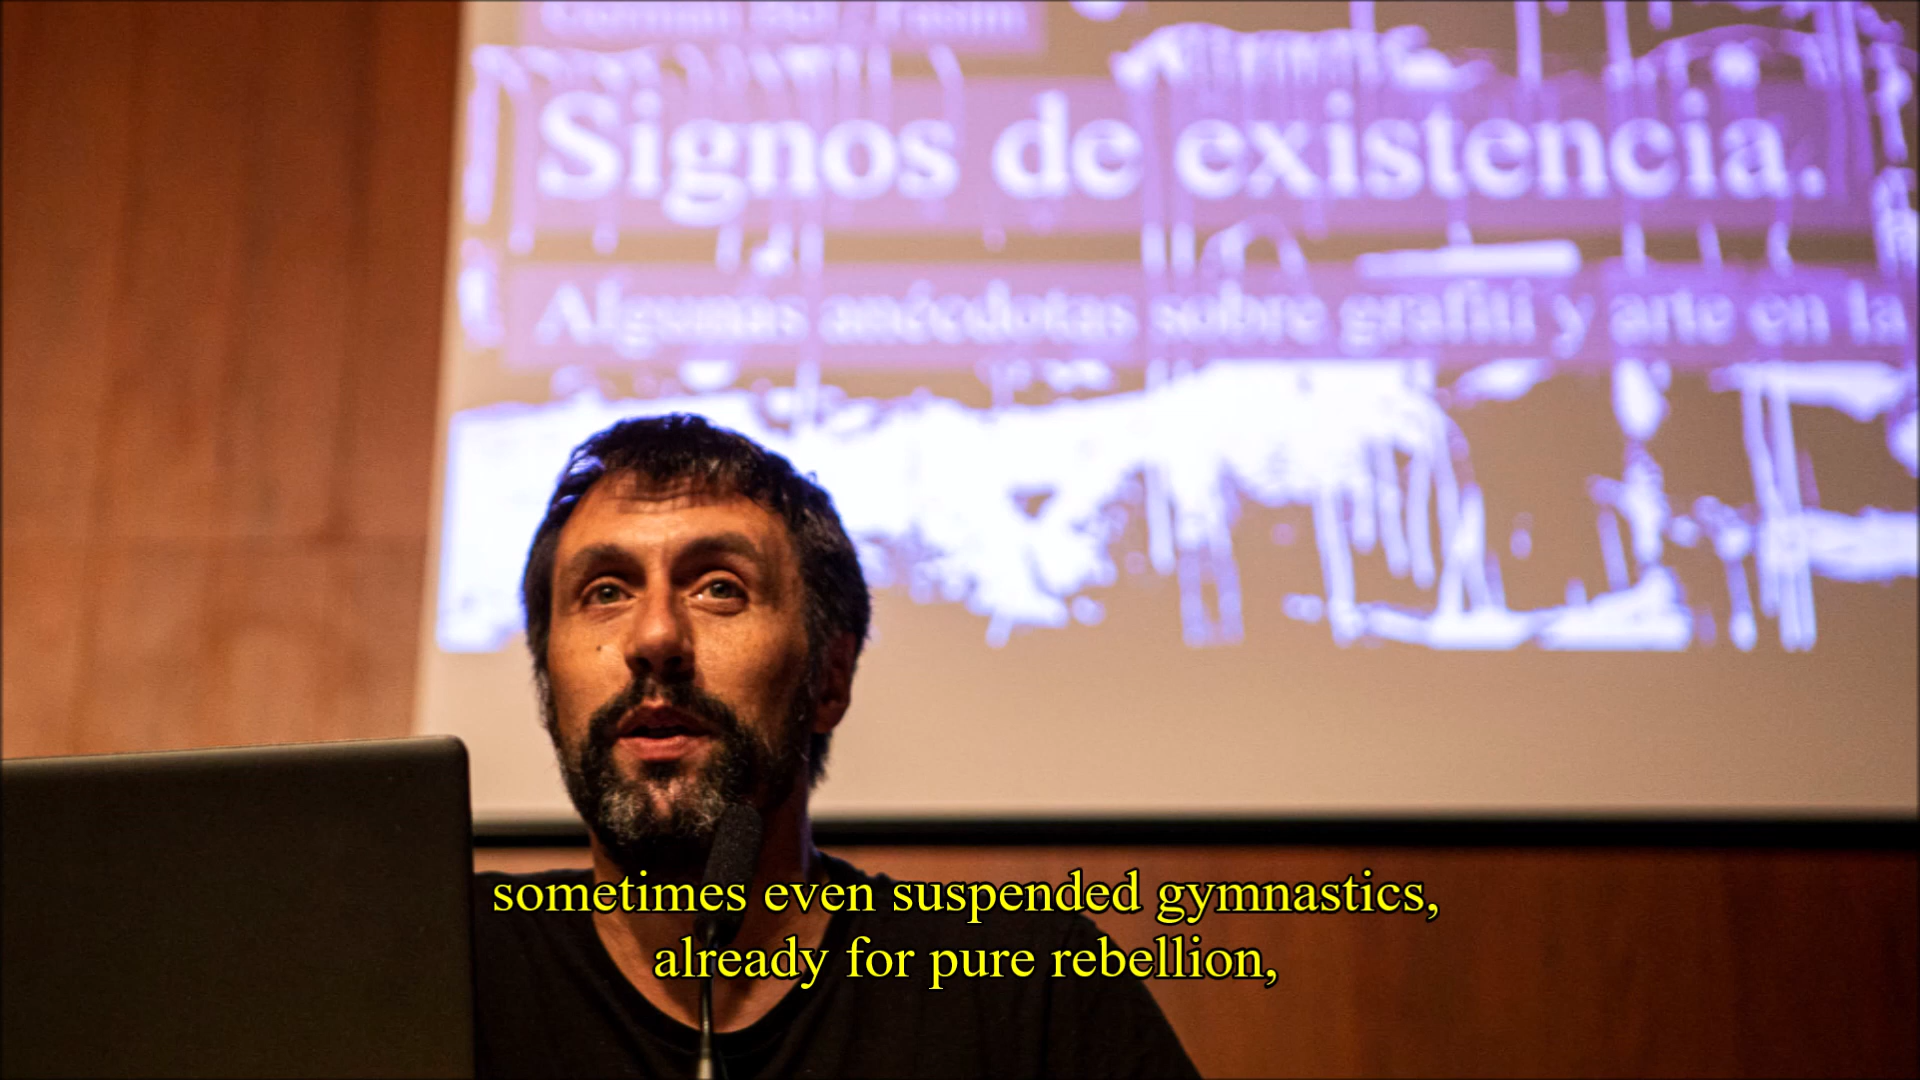 Signos de existencia.
Algunas anécdotas sobre grafiti y arte en la
sometimes even suspended gymnastics,
already for pure rebellion,